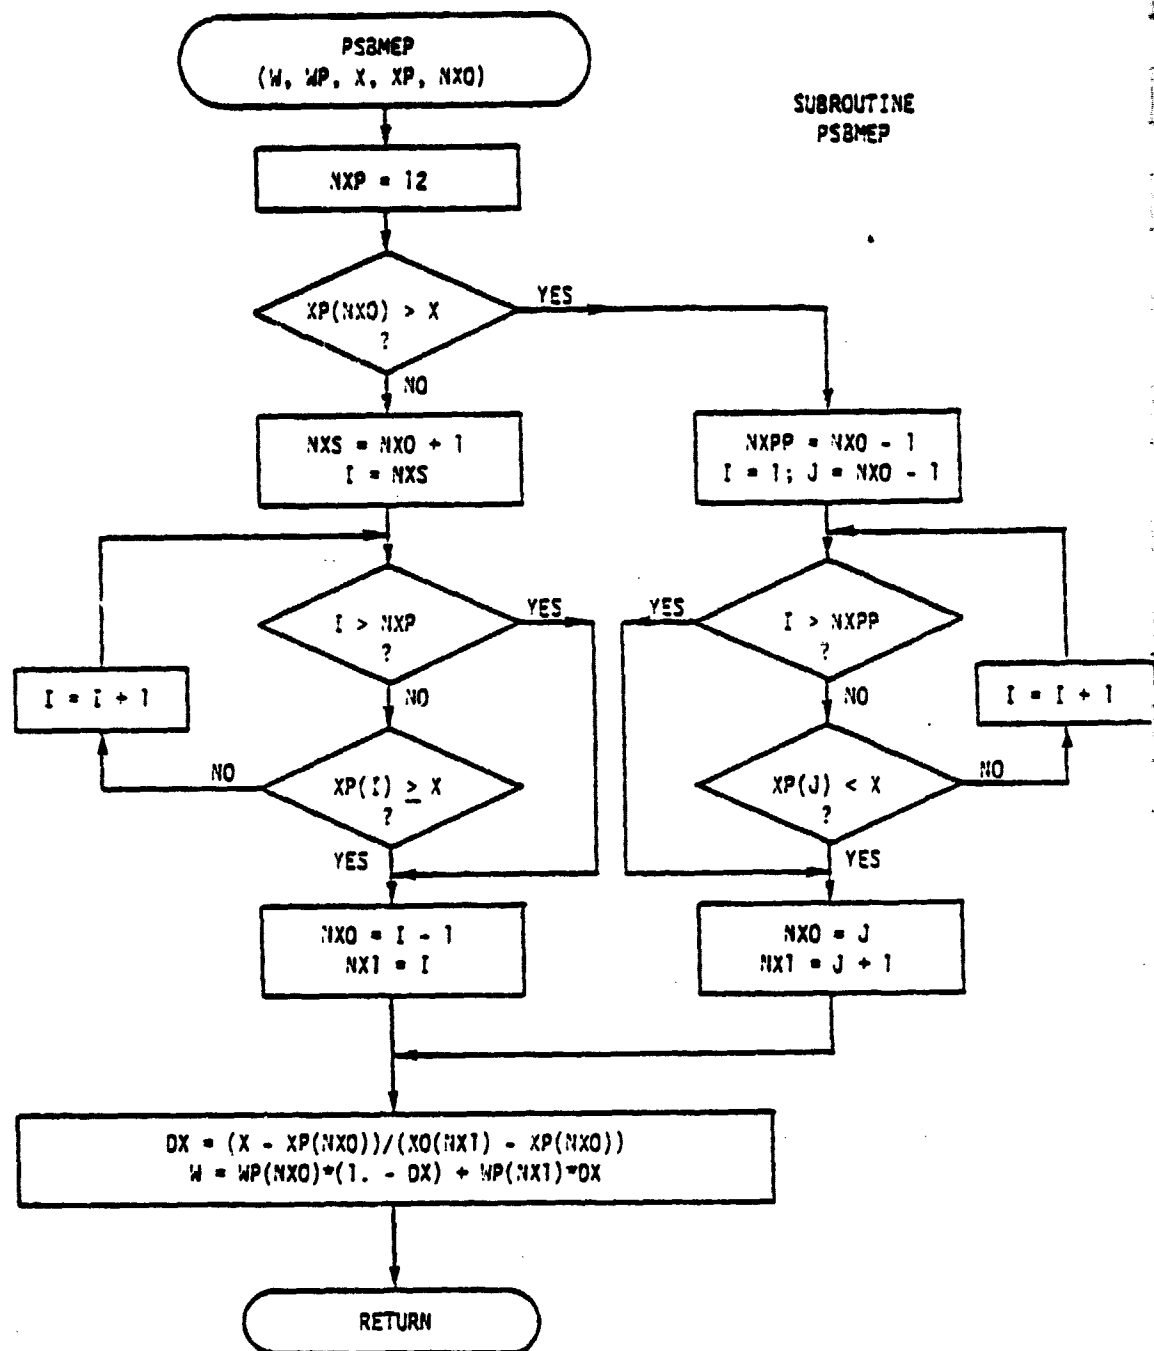 PSBMEP
(W, WP, X, XP, NXO)
SUBROUTINE
PSBMEP
NXP = 12
XP(NXO) > X
?
YES
NO
NXS = NXO + 1
I = NXS
NXPP = NXO - 1
I = 1; J = NXO - 1
I > NXP
?
YES
NO
YES
I > NXPP
?
NO
I = I + 1
I = I + 1
XP(I) ≥ X
?
NO
YES
XP(J) < X
?
NO
YES
NXO = I - 1
NX1 = I
NXO = J
NX1 = J + 1
DX = (X - XP(NXO))/(XO(NX1) - XP(NXO))
W = WP(NXO)*(1. - DX) + WP(NX1)*DX
RETURN